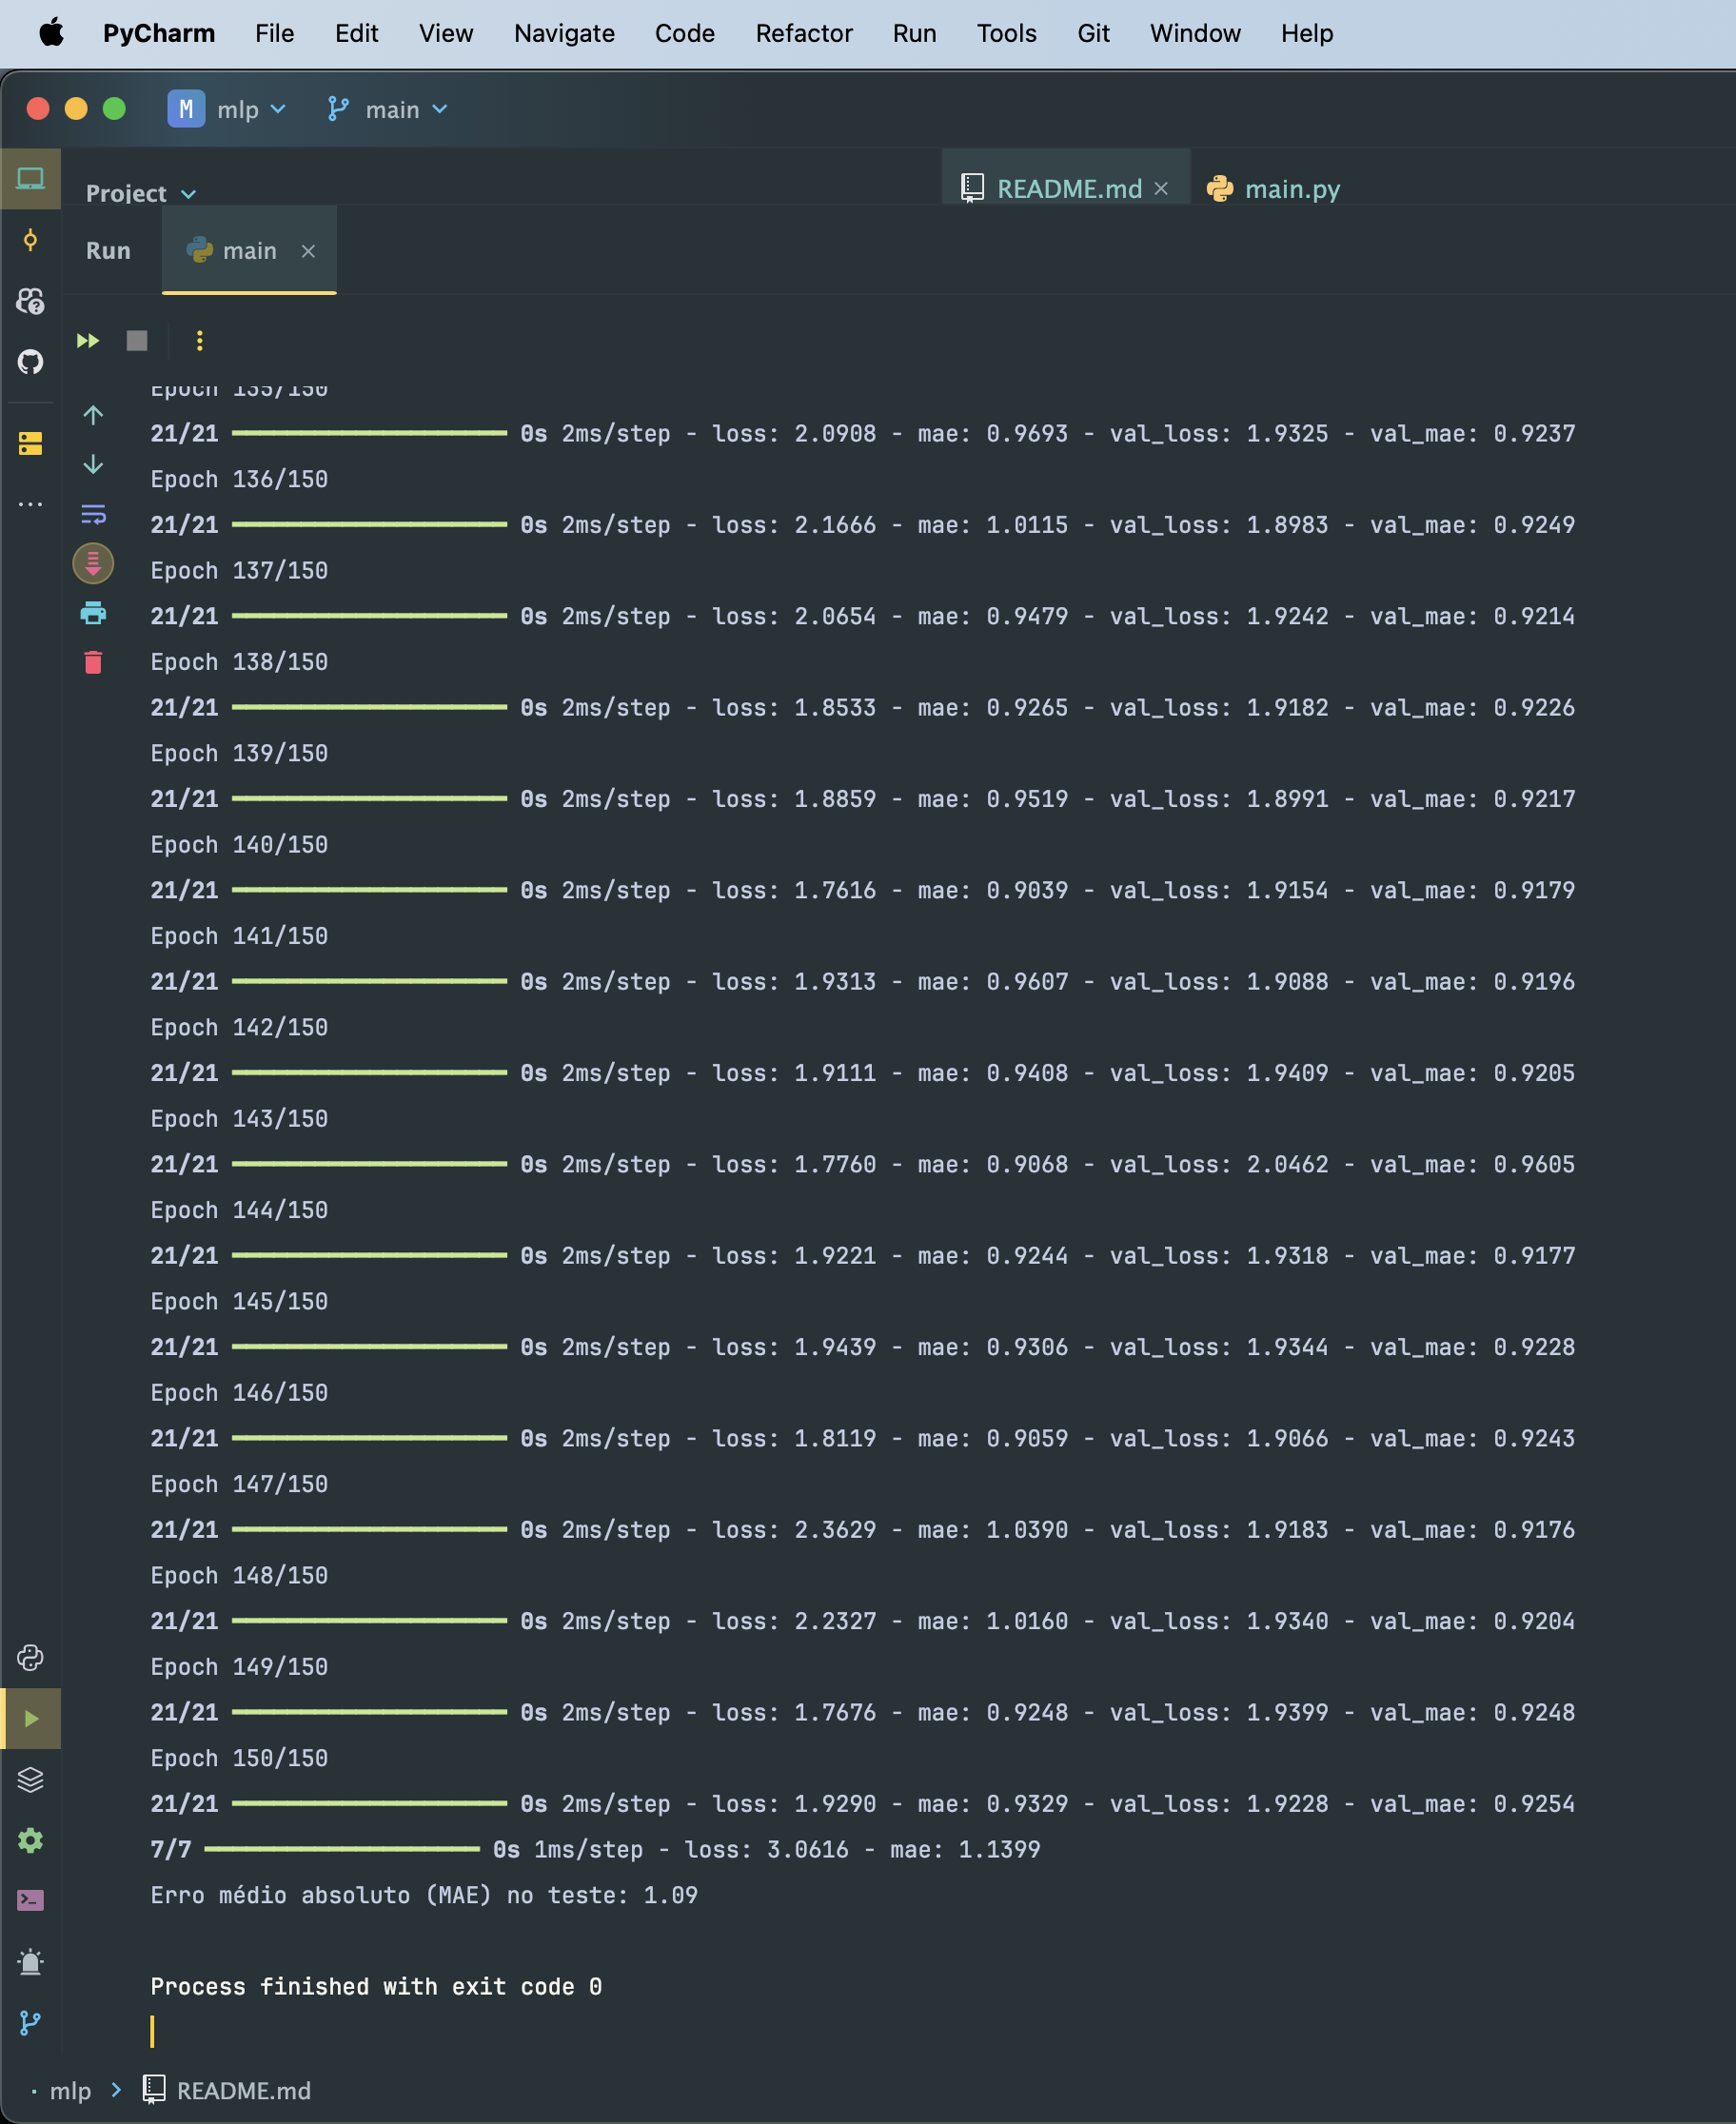 PyCharm File Edit View Navigate Code Refactor Run Tools Git Window Help
M mlp main
Project README.md main.py
Run main
Epoch 135/150
21/21 0s 2ms/step - loss: 2.0908 - mae: 0.9693 - val_loss: 1.9325 - val_mae: 0.9237
Epoch 136/150
21/21 0s 2ms/step - loss: 2.1666 - mae: 1.0115 - val_loss: 1.8983 - val_mae: 0.9249
Epoch 137/150
21/21 0s 2ms/step - loss: 2.0654 - mae: 0.9479 - val_loss: 1.9242 - val_mae: 0.9214
Epoch 138/150
21/21 0s 2ms/step - loss: 1.8533 - mae: 0.9265 - val_loss: 1.9182 - val_mae: 0.9226
Epoch 139/150
21/21 0s 2ms/step - loss: 1.8859 - mae: 0.9519 - val_loss: 1.8991 - val_mae: 0.9217
Epoch 140/150
21/21 0s 2ms/step - loss: 1.7616 - mae: 0.9039 - val_loss: 1.9154 - val_mae: 0.9179
Epoch 141/150
21/21 0s 2ms/step - loss: 1.9313 - mae: 0.9607 - val_loss: 1.9088 - val_mae: 0.9196
Epoch 142/150
21/21 0s 2ms/step - loss: 1.9111 - mae: 0.9408 - val_loss: 1.9409 - val_mae: 0.9205
Epoch 143/150
21/21 0s 2ms/step - loss: 1.7760 - mae: 0.9068 - val_loss: 2.0462 - val_mae: 0.9605
Epoch 144/150
21/21 0s 2ms/step - loss: 1.9221 - mae: 0.9244 - val_loss: 1.9318 - val_mae: 0.9177
Epoch 145/150
21/21 0s 2ms/step - loss: 1.9439 - mae: 0.9306 - val_loss: 1.9344 - val_mae: 0.9228
Epoch 146/150
21/21 0s 2ms/step - loss: 1.8119 - mae: 0.9059 - val_loss: 1.9066 - val_mae: 0.9243
Epoch 147/150
21/21 0s 2ms/step - loss: 2.3629 - mae: 1.0390 - val_loss: 1.9183 - val_mae: 0.9176
Epoch 148/150
21/21 0s 2ms/step - loss: 2.2327 - mae: 1.0160 - val_loss: 1.9340 - val_mae: 0.9204
Epoch 149/150
21/21 0s 2ms/step - loss: 1.7676 - mae: 0.9248 - val_loss: 1.9399 - val_mae: 0.9248
Epoch 150/150
21/21 0s 2ms/step - loss: 1.9290 - mae: 0.9329 - val_loss: 1.9228 - val_mae: 0.9254
7/7 0s 1ms/step - loss: 3.0616 - mae: 1.1399
Erro médio absoluto (MAE) no teste: 1.09
Process finished with exit code 0
mlp > README.md